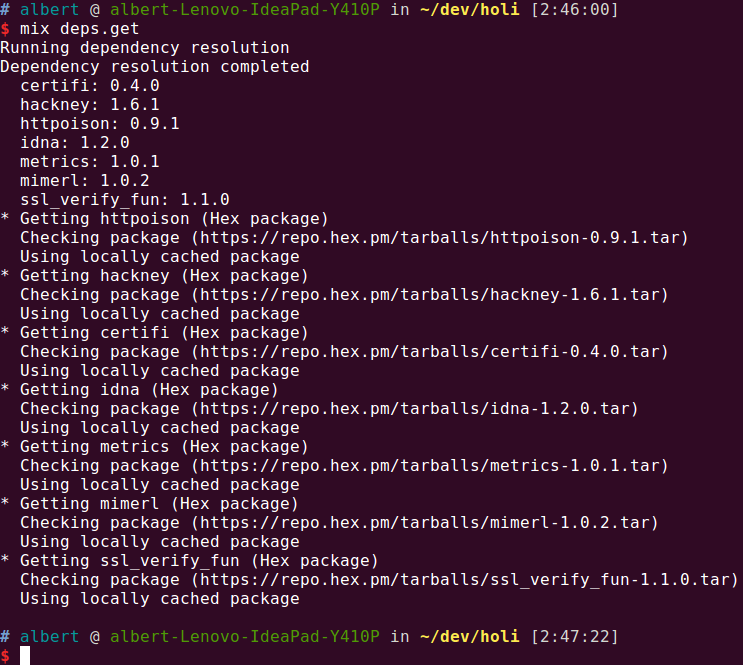 # albert @ albert-Lenovo-IdeaPad-Y410P in ~/dev/holi [2:46:00]
$ mix deps.get
Running dependency resolution
Dependency resolution completed
  certifi: 0.4.0
  hackney: 1.6.1
  httpoison: 0.9.1
  idna: 1.2.0
  metrics: 1.0.1
  mimerl: 1.0.2
  ssl_verify_fun: 1.1.0
* Getting httpoison (Hex package)
  Checking package (https://repo.hex.pm/tarballs/httpoison-0.9.1.tar)
  Using locally cached package
* Getting hackney (Hex package)
  Checking package (https://repo.hex.pm/tarballs/hackney-1.6.1.tar)
  Using locally cached package
* Getting certifi (Hex package)
  Checking package (https://repo.hex.pm/tarballs/certifi-0.4.0.tar)
  Using locally cached package
* Getting idna (Hex package)
  Checking package (https://repo.hex.pm/tarballs/idna-1.2.0.tar)
  Using locally cached package
* Getting metrics (Hex package)
  Checking package (https://repo.hex.pm/tarballs/metrics-1.0.1.tar)
  Using locally cached package
* Getting mimerl (Hex package)
  Checking package (https://repo.hex.pm/tarballs/mimerl-1.0.2.tar)
  Using locally cached package
* Getting ssl_verify_fun (Hex package)
  Checking package (https://repo.hex.pm/tarballs/ssl_verify_fun-1.1.0.tar)
  Using locally cached package

# albert @ albert-Lenovo-IdeaPad-Y410P in ~/dev/holi [2:47:22]
$